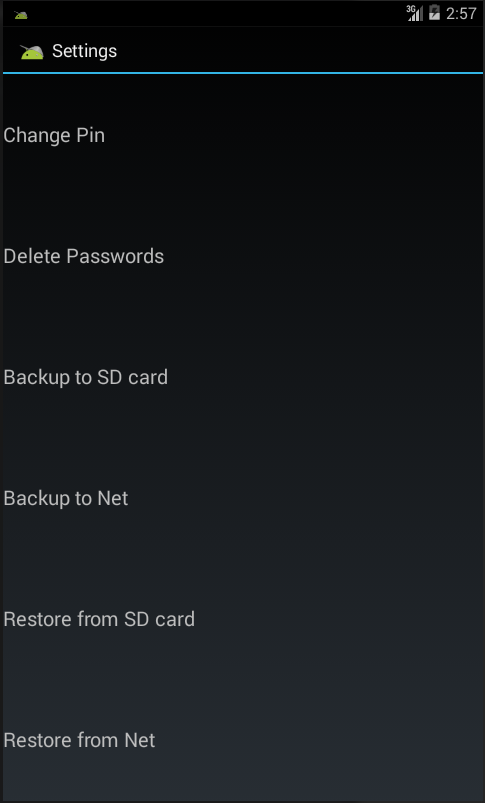 3G 2:57
Settings
Change Pin
Delete Passwords
Backup to SD card
Backup to Net
Restore from SD card
Restore from Net